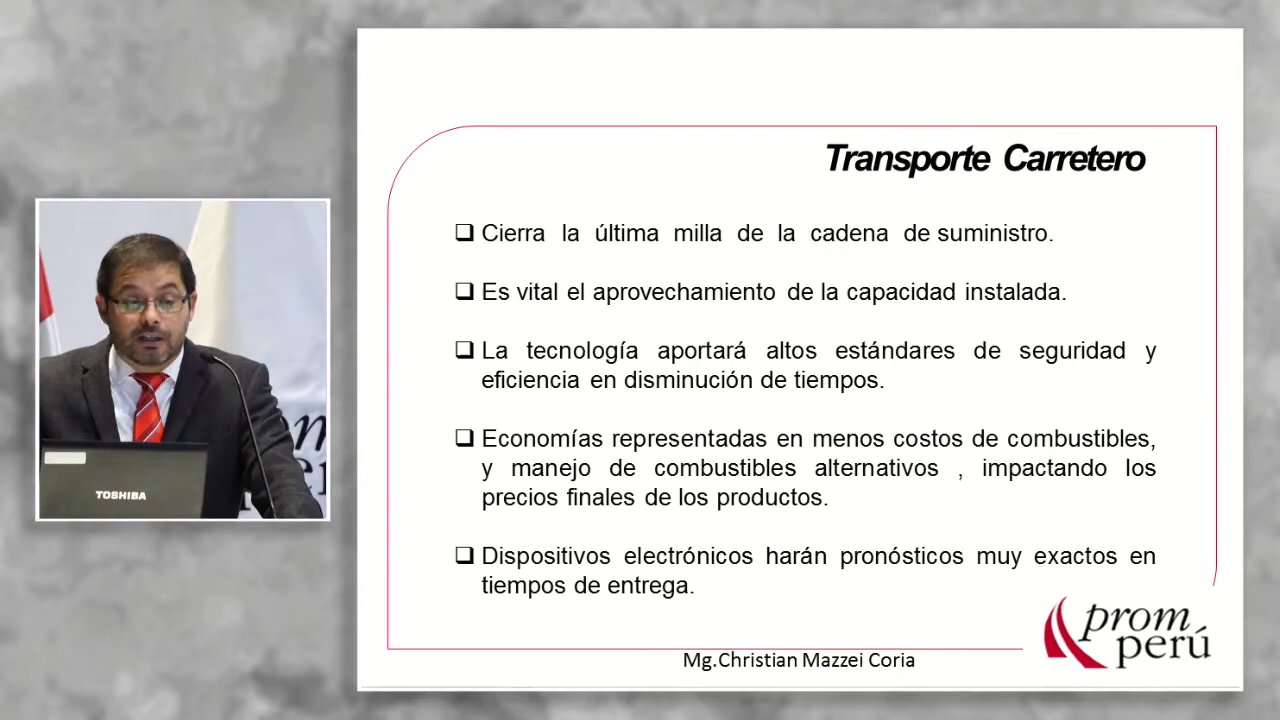 Transporte Carretero
❑ Cierra la última milla de la cadena de suministro.
❑ Es vital el aprovechamiento de la capacidad instalada.
❑ La tecnología aportará altos estándares de seguridad y
eficiencia en disminución de tiempos.
❑ Economías representadas en menos costos de combustibles,
y manejo de combustibles alternativos , impactando los
precios finales de los productos.
❑ Dispositivos electrónicos harán pronósticos muy exactos en
tiempos de entrega.
prom
perú
Mg.Christian Mazzei Coria
TOSHIBA